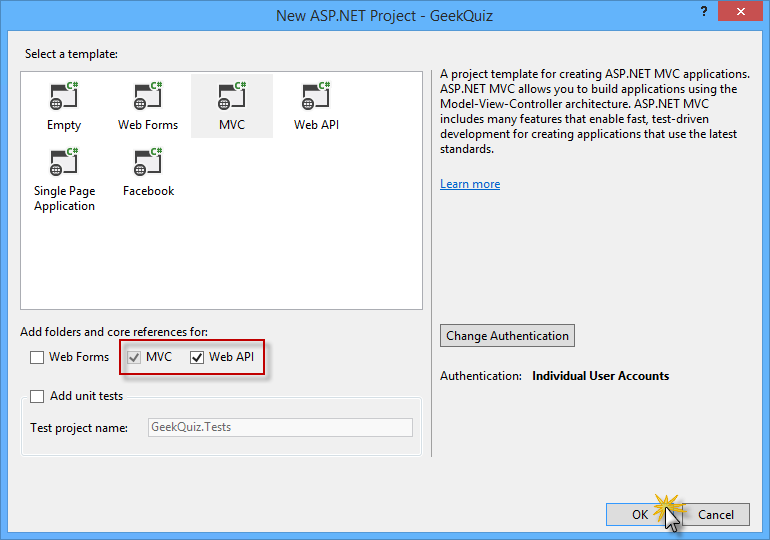 New ASP.NET Project - GeekQuiz
?
Select a template:
C# C# C# C#
Empty Web Forms MVC Web API
C# C#
Single Page Application Facebook
A project template for creating ASP.NET MVC applications.
ASP.NET MVC allows you to build applications using the
Model-View-Controller architecture. ASP.NET MVC
includes many features that enable fast, test-driven
development for creating applications that use the latest
standards.
Learn more
Add folders and core references for:
Web Forms MVC Web API
Add unit tests
Test project name: GeekQuiz.Tests
Change Authentication
Authentication: Individual User Accounts
OK Cancel